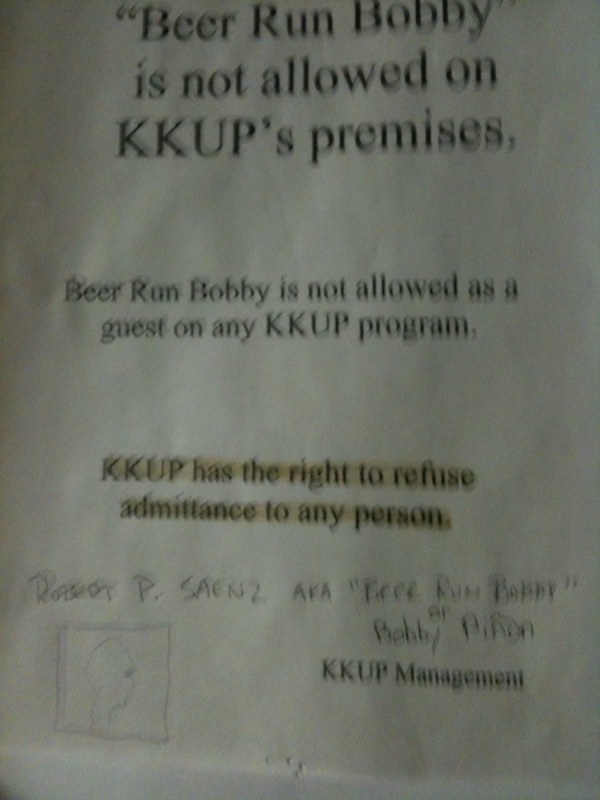 "Beer Run Bobby"
is not allowed on
KKUP's premises.
Beer Run Bobby is not allowed as a
guest on any KKUP program.
KKUP has the right to refuse
admittance to any person.
ROBERT P. SAENZ AKA "BEER RUN BOBBY"
or
Bobby Piñon
KKUP Management